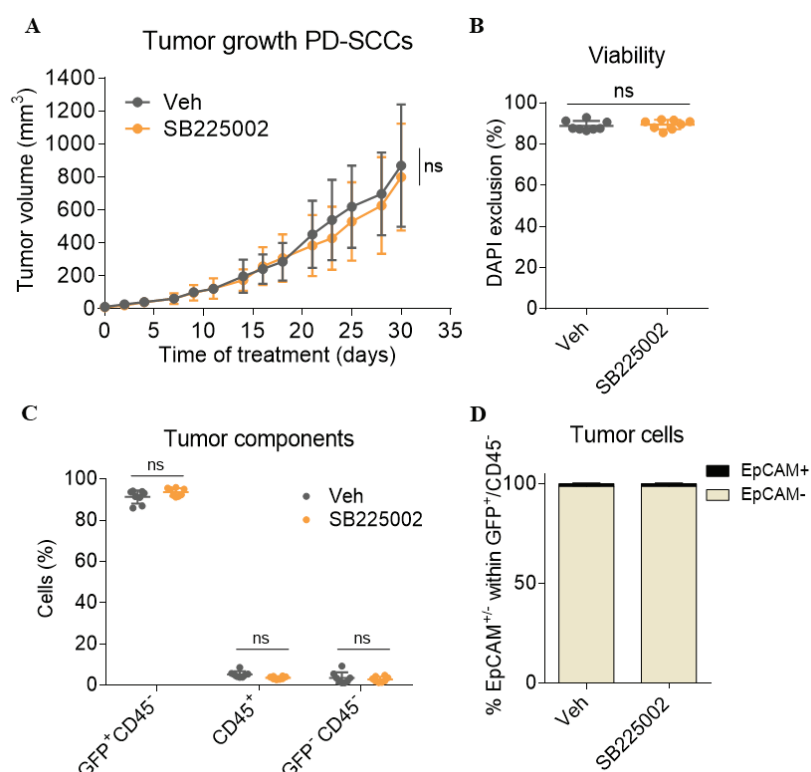 A
Tumor growth PD-SCCs
Tumor volume (mm³)
1400
1200
1000
800
600
400
200
0
Veh
SB225002
ns
0 5 10 15 20 25 30 35
Time of treatment (days)
B
Viability
DAPI exclusion (%)
100
80
60
40
20
0
ns
Veh
SB225002
C
Tumor components
Cells (%)
100
80
60
40
20
0
ns
ns
ns
Veh
SB225002
GFP⁺CD45⁻
CD45⁺
GFP⁻ CD45⁻
D
Tumor cells
% EpCAM⁺/⁻ within GFP⁺/CD45⁻
100
50
0
EpCAM+
EpCAM-
Veh
SB225002